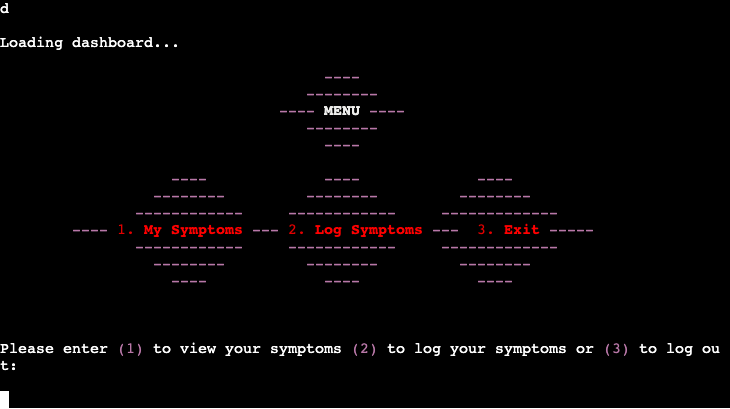 d
Loading dashboard...
----
--------
---- MENU ----
--------
----
---- ---- ----
-------- -------- --------
------------ ------------ -------------
---- 1. My Symptoms --- 2. Log Symptoms --- 3. Exit -----
------------ ------------ -------------
-------- -------- --------
---- ---- ----
Please enter (1) to view your symptoms (2) to log your symptoms or (3) to log ou
t: